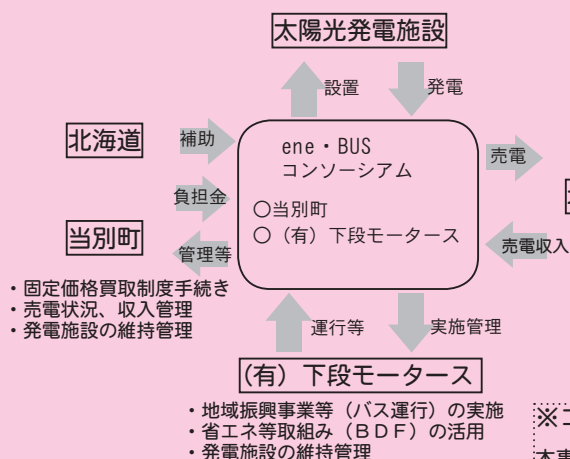 太陽光発電施設
設置
発電
北海道
補助
ene・BUS
コンソーシアム
売電
負担金
○当別町
○（有）下段モータース
当別町
管理等
売電収入
・固定価格買取制度手続き
・売電状況、収入管理
・発電施設の維持管理
運行等
実施管理
(有）下段モータース
・地域振興事業等（バス運行）の実施
・省エネ等取組み（ＢＤＦ）の活用
・発電施設の維持管理
※コ
本事